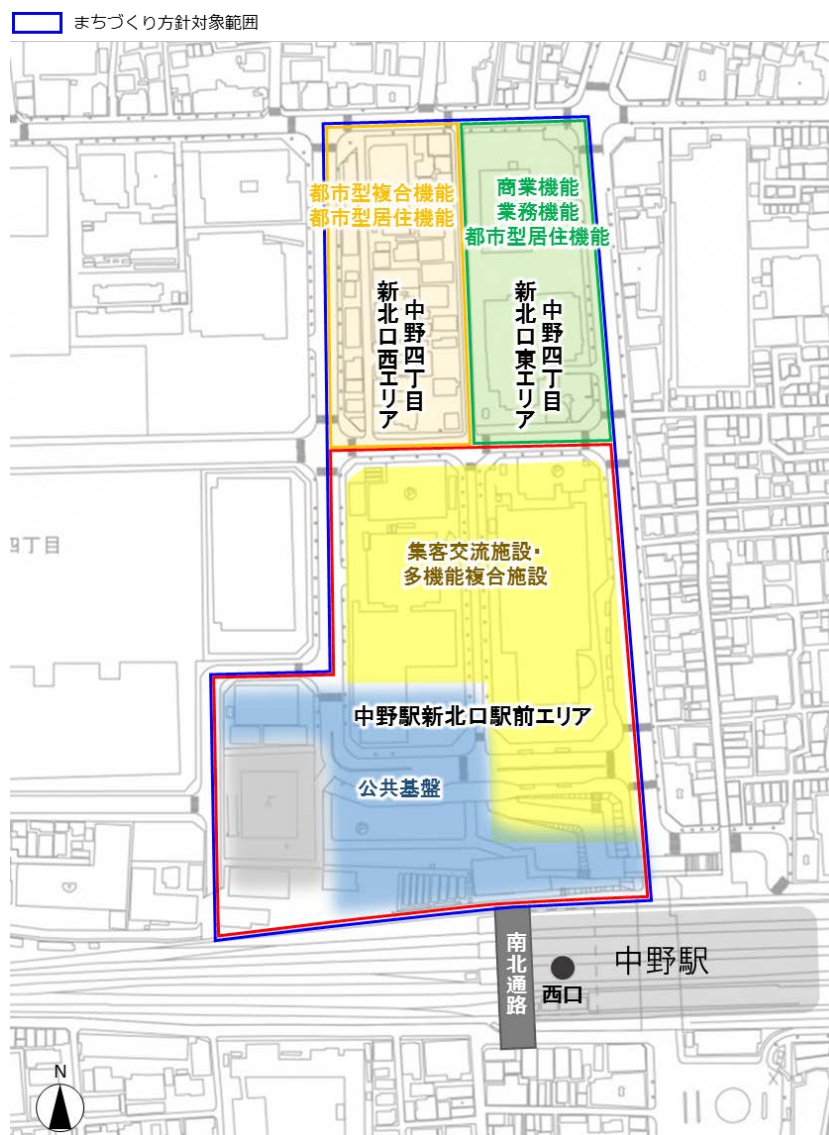 まちづくり方針対象範囲
都市型複合機能
都市型居住機能
商業機能
業務機能
都市型居住機能
中野四丁目
新北口西エリア
中野四丁目
新北口東エリア
四丁目
集客交流施設・
多機能複合施設
中野駅新北口駅前エリア
公共基盤
南北通路
中野駅
西口
N